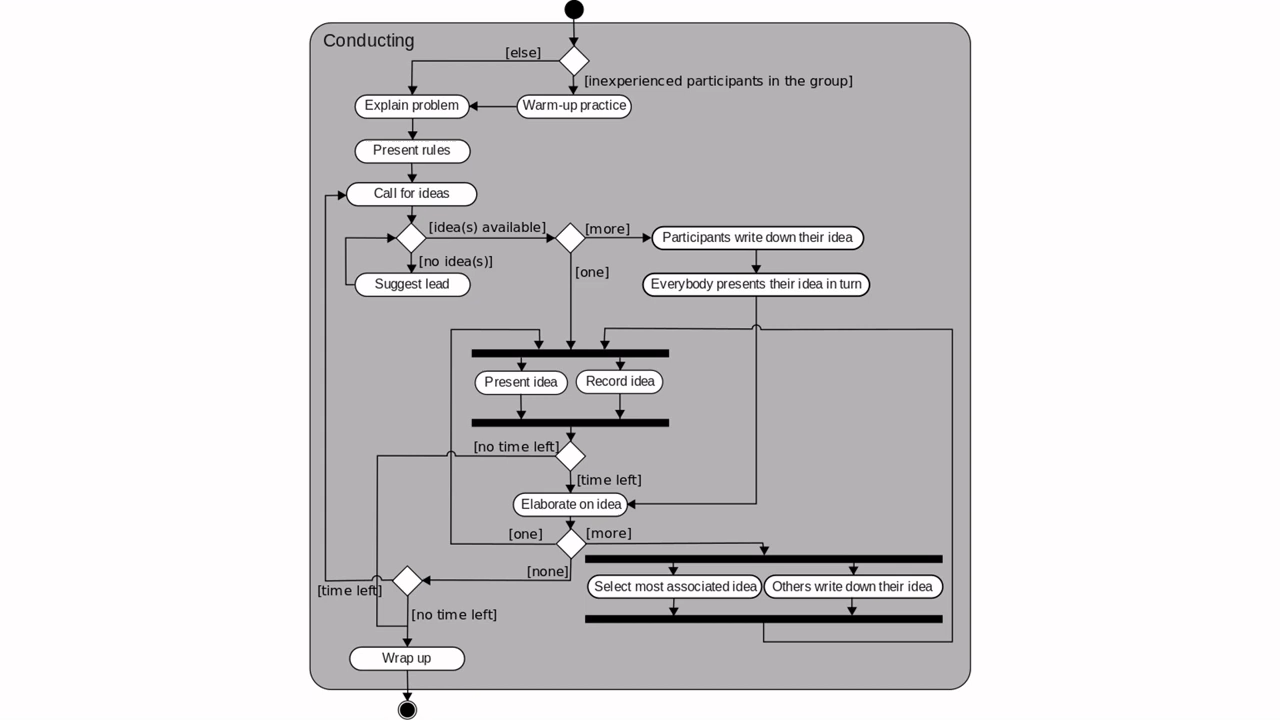 Conducting
[else]
[inexperienced participants in the group]
Explain problem
Warm-up practice
Present rules
Call for ideas
[idea(s) available]
[more]
Participants write down their idea
[no idea(s)]
[one]
Suggest lead
Everybody presents their idea in turn
Present idea
Record idea
[no time left]
[time left]
Elaborate on idea
[one]
[more]
[none]
Select most associated idea
Others write down their idea
[time left]
[no time left]
Wrap up